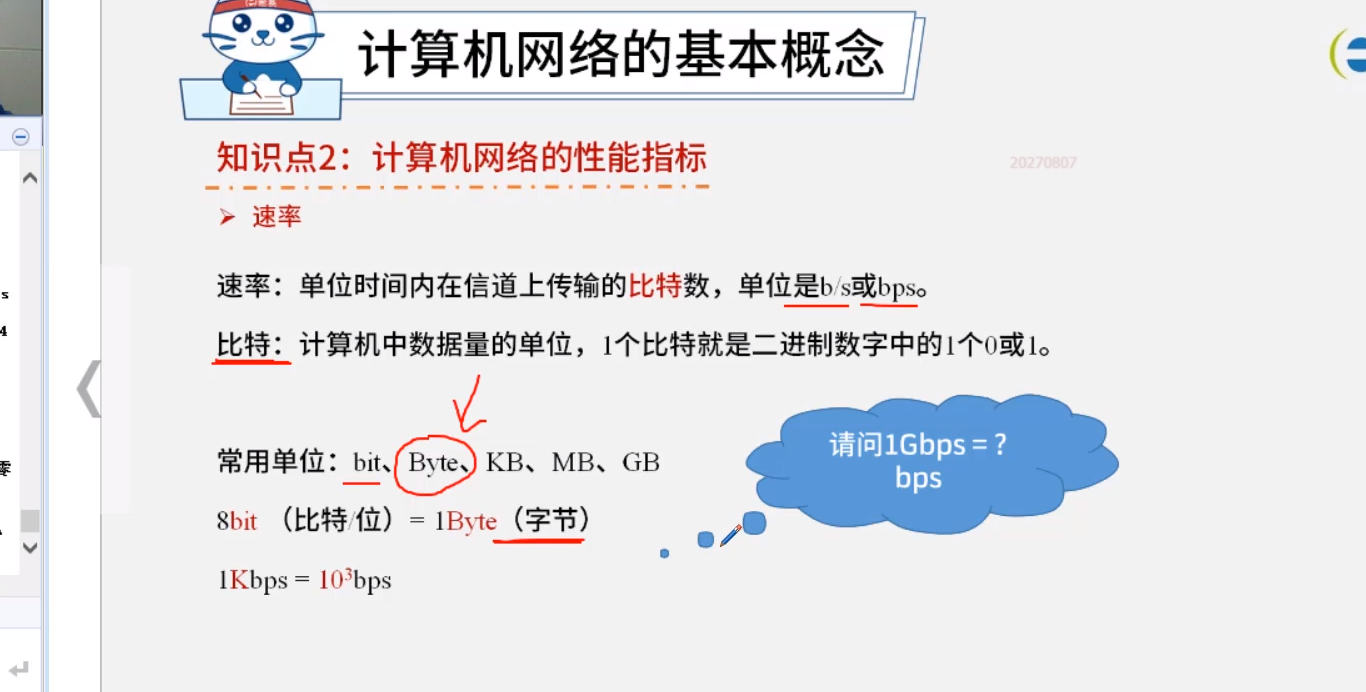 计算机网络的基本概念
知识点2：计算机网络的性能指标
20270807
➢ 速率
速率：单位时间内在信道上传输的比特数，单位是b/s或bps。
比特：计算机中数据量的单位，1个比特就是二进制数字中的1个0或1。
常用单位：bit、Byte、KB、MB、GB
8bit （比特/位）= 1Byte（字节）
1Kbps = 10³bps
请问1Gbps = ?
bps
s
4
零